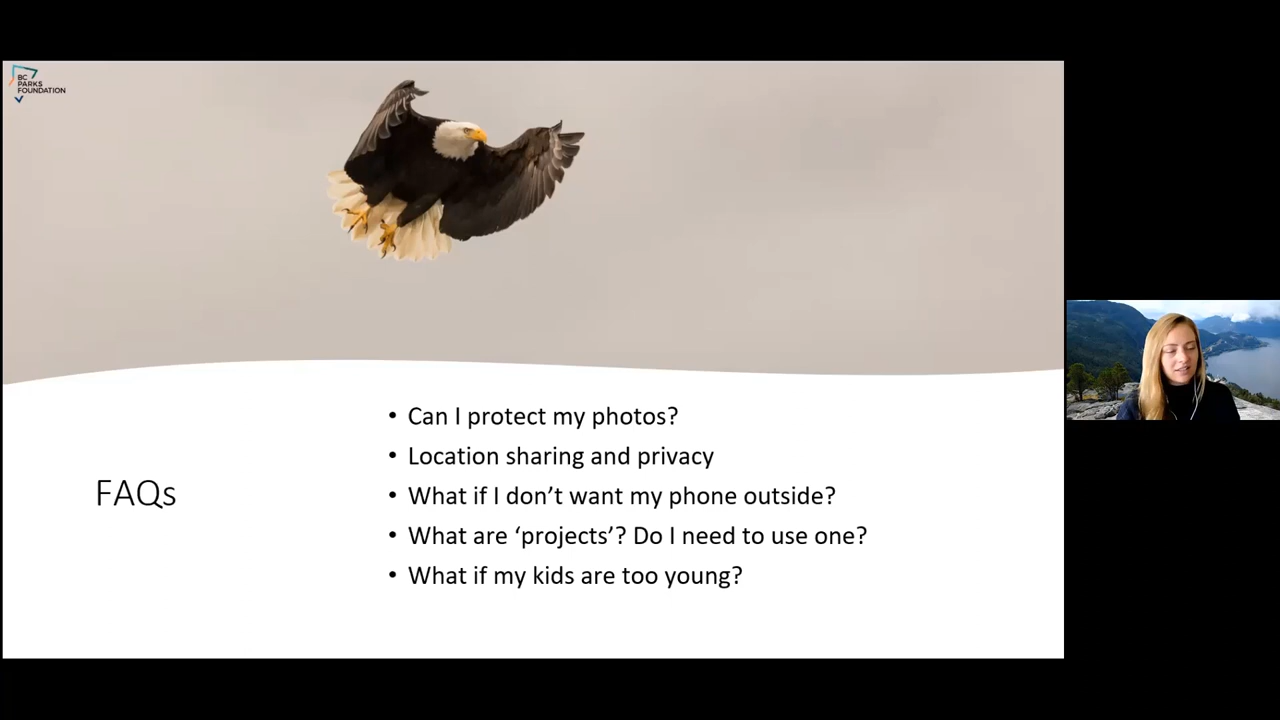 BC
PARKS
FOUNDATION
FAQs
• Can I protect my photos?
• Location sharing and privacy
• What if I don’t want my phone outside?
• What are ‘projects’? Do I need to use one?
• What if my kids are too young?